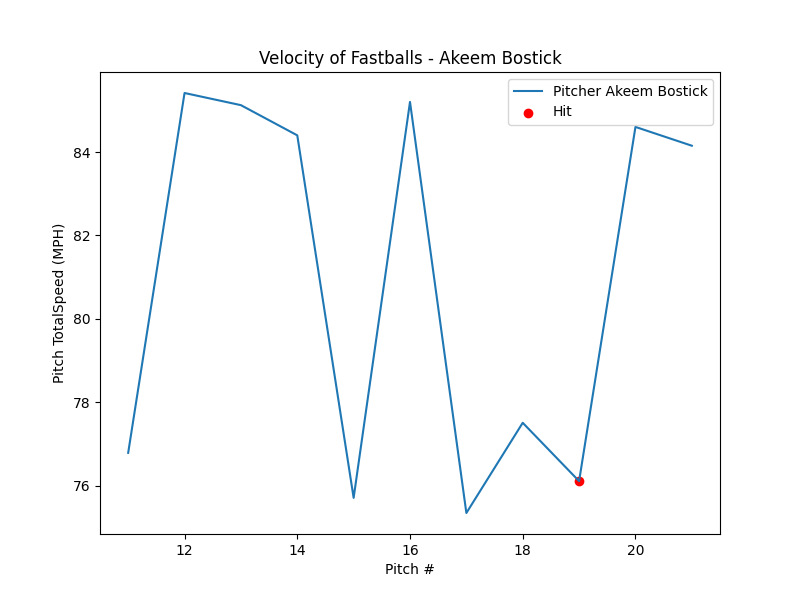 Velocity of Fastballs - Akeem Bostick
Pitcher Akeem Bostick
Hit
Pitch TotalSpeed (MPH)
84
82
80
78
76
12 14 16 18 20
Pitch #